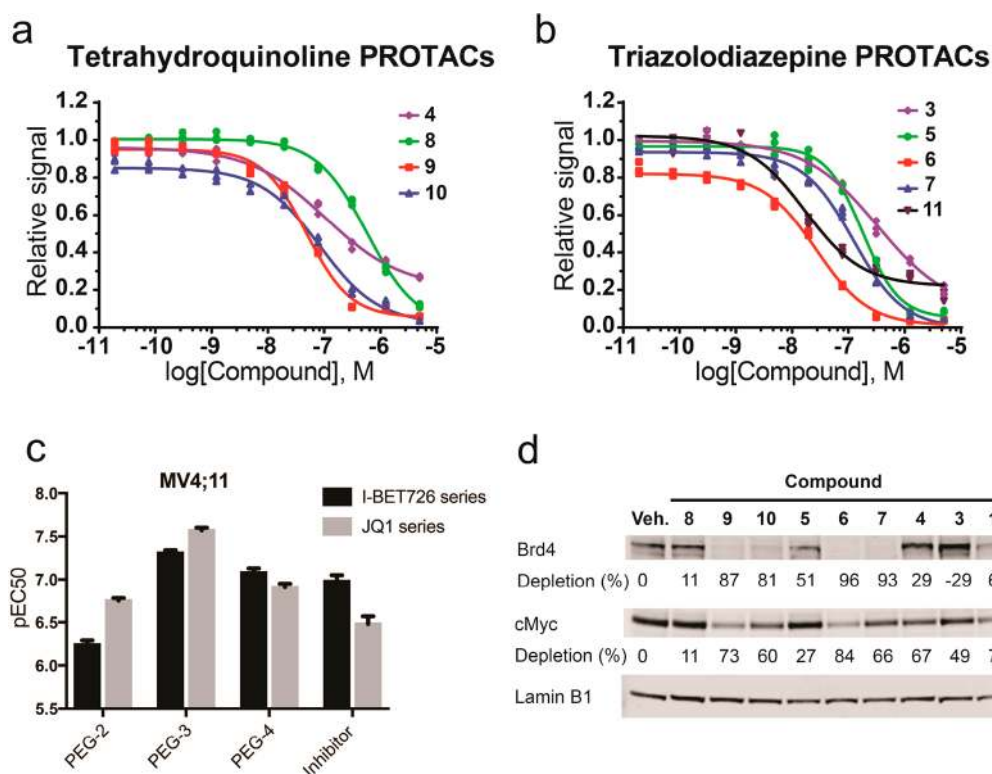 a
Tetrahydroquinoline PROTACs
1.2
1.0
0.8
0.6
0.4
0.2
0.0
Relative signal
4
8
9
10
-11 -10 -9 -8 -7 -6 -5
log[Compound], M
b
Triazolodiazepine PROTACs
1.2
1.0
0.8
0.6
0.4
0.2
0.0
Relative signal
3
5
6
7
11
-11 -10 -9 -8 -7 -6 -5
log[Compound], M
c
MV4;11
8.0
7.5
7.0
6.5
6.0
5.5
pEC50
I-BET726 series
JQ1 series
PEG-2 PEG-3 PEG-4 Inhibitor
d
Compound
Veh. 8 9 10 5 6 7 4 3
Brd4
Depletion (%) 0 11 87 81 51 96 93 29 -29
cMyc
Depletion (%) 0 11 73 60 27 84 66 67 49
Lamin B1